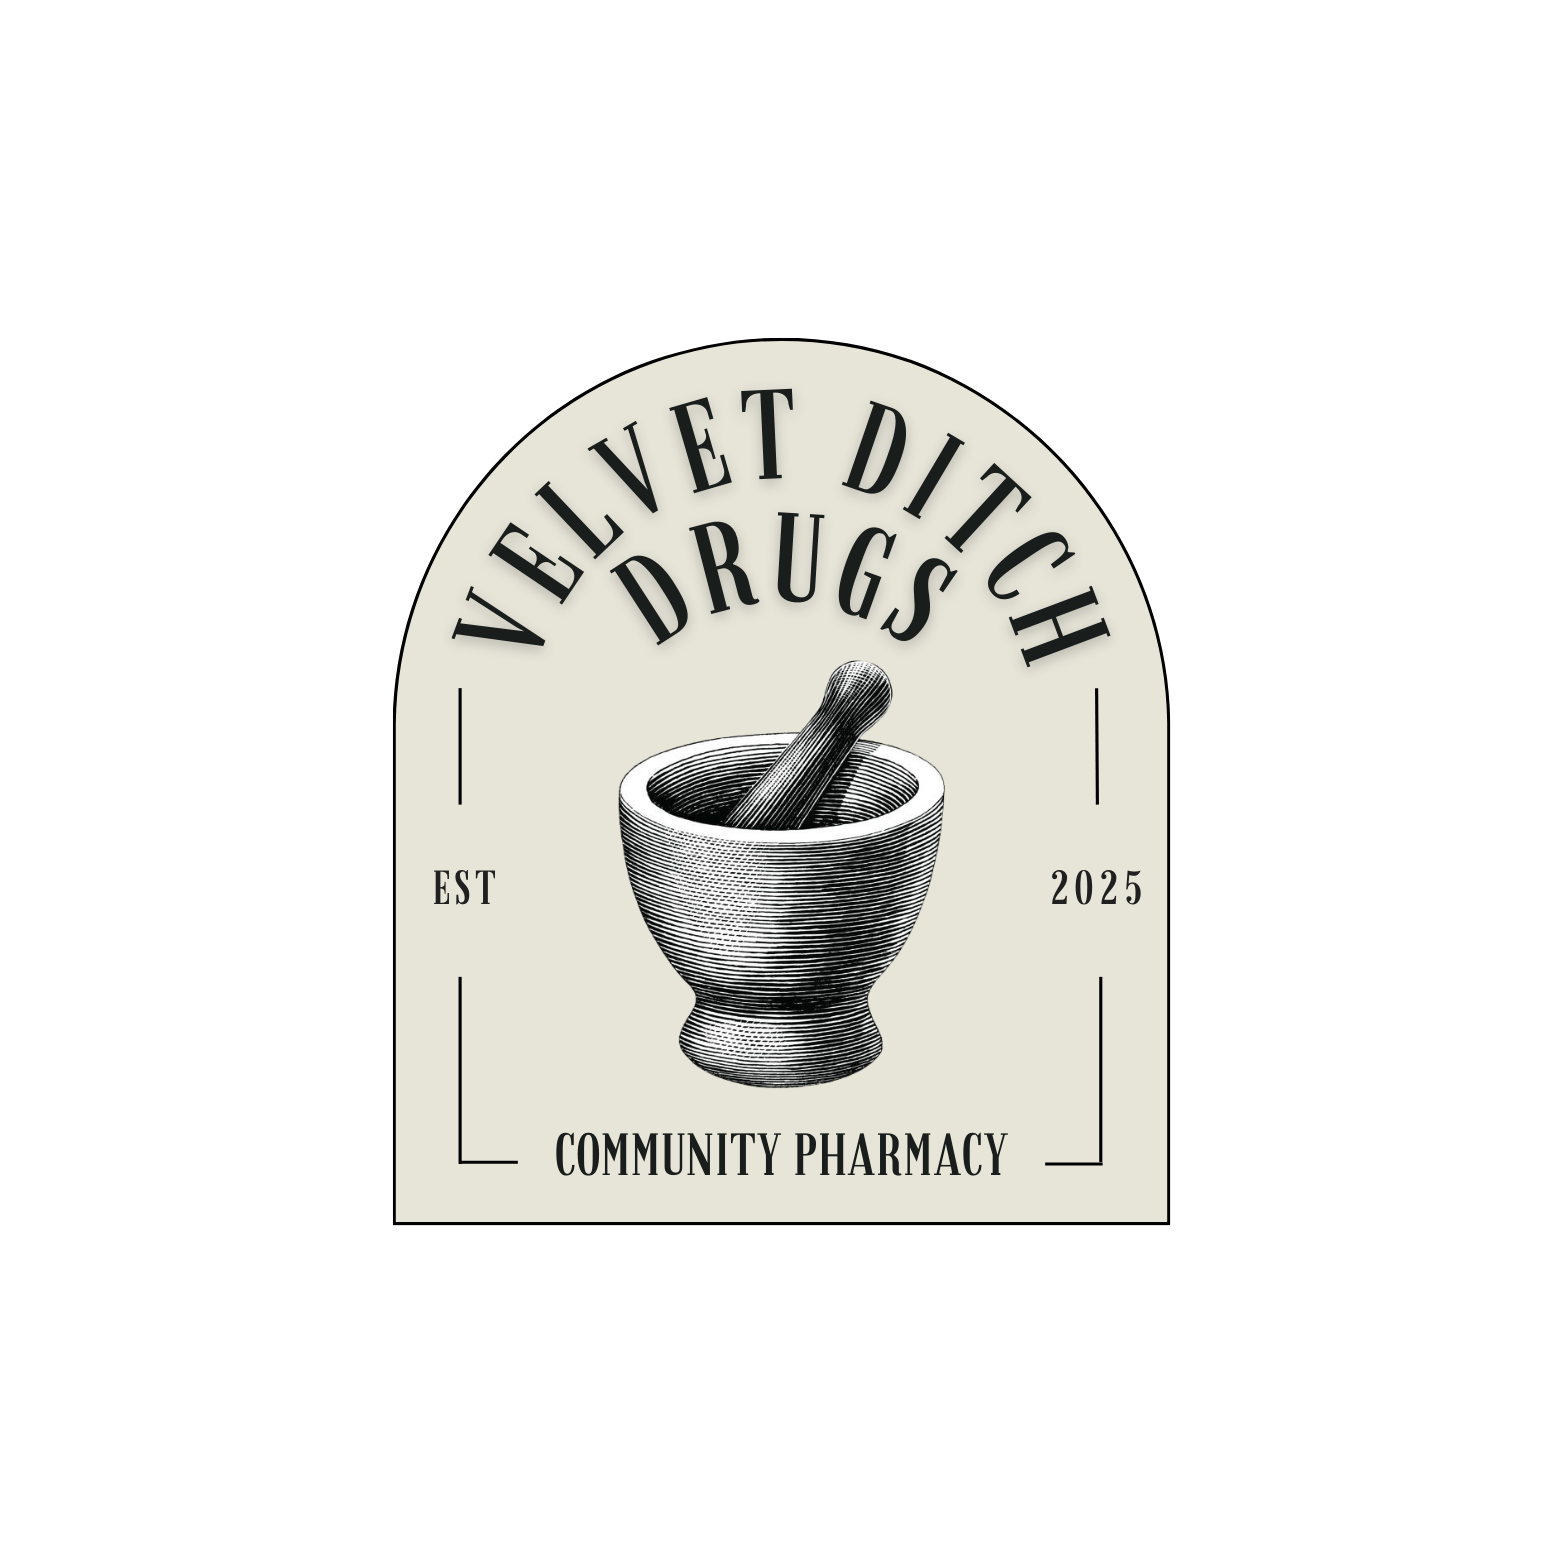 VELVET DITCH
DRUGS
EST
2025
COMMUNITY PHARMACY